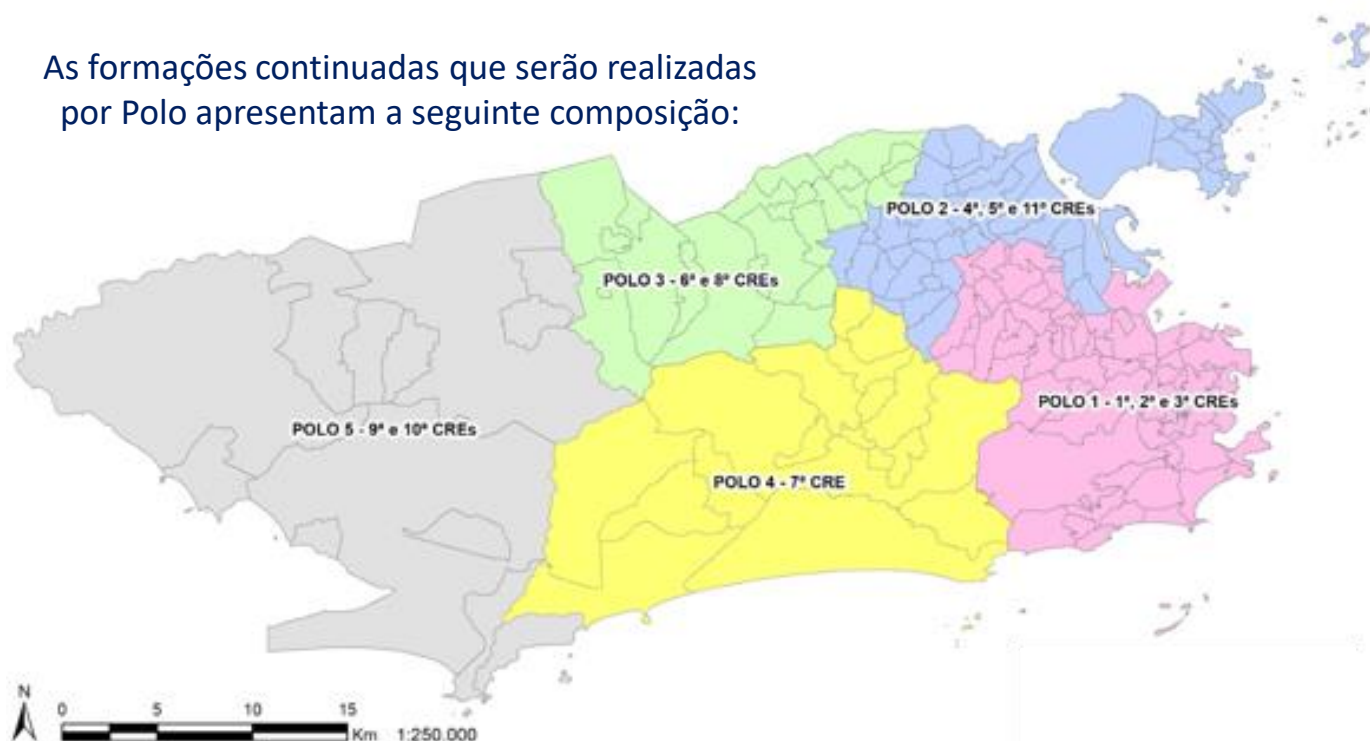 As formações continuadas que serão realizadas
por Polo apresentam a seguinte composição:
POLO 2 - 4ª, 5ª e 11ª CREs
POLO 3 - 6ª e 8ª CREs
POLO 1 - 1ª, 2ª e 3ª CREs
POLO 5 - 9ª e 10ª CREs
POLO 4 - 7ª CRE
N
0 5 10 15
Km 1:250.000